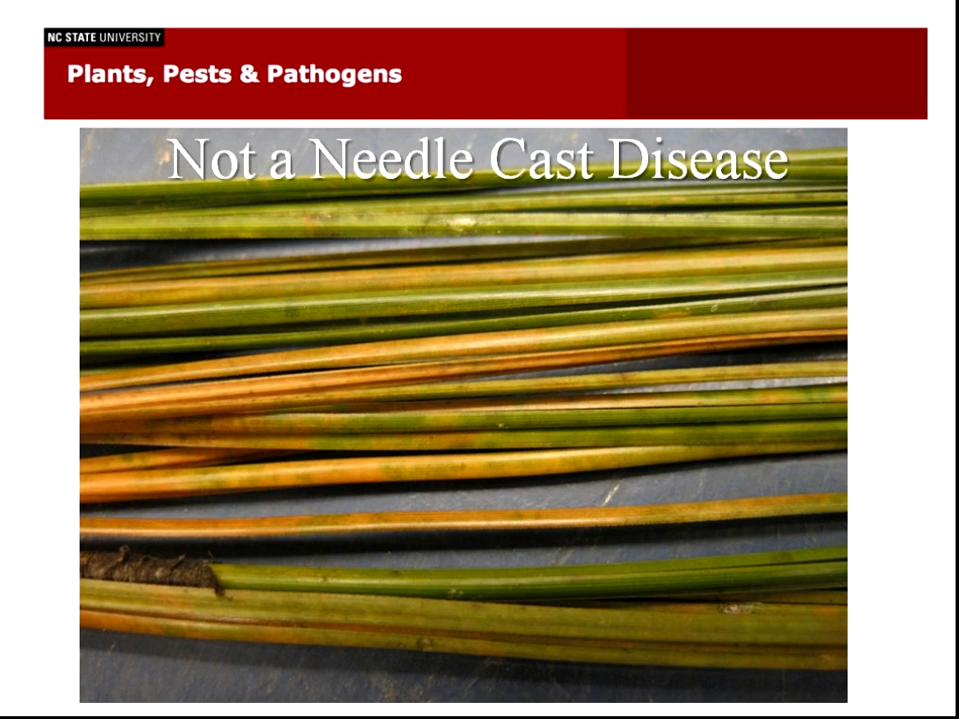 NC STATE UNIVERSITY
Plants, Pests & Pathogens
Not a Needle Cast Disease